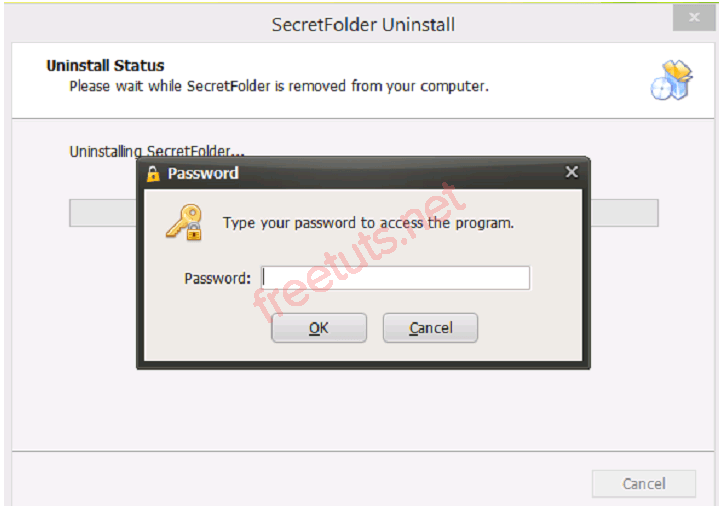 SecretFolder Uninstall
Uninstall Status
Please wait while SecretFolder is removed from your computer.
Uninstalling SecretFolder...
Password
Type your password to access the program.
Password:
OK
Cancel
freetuts.net
Cancel